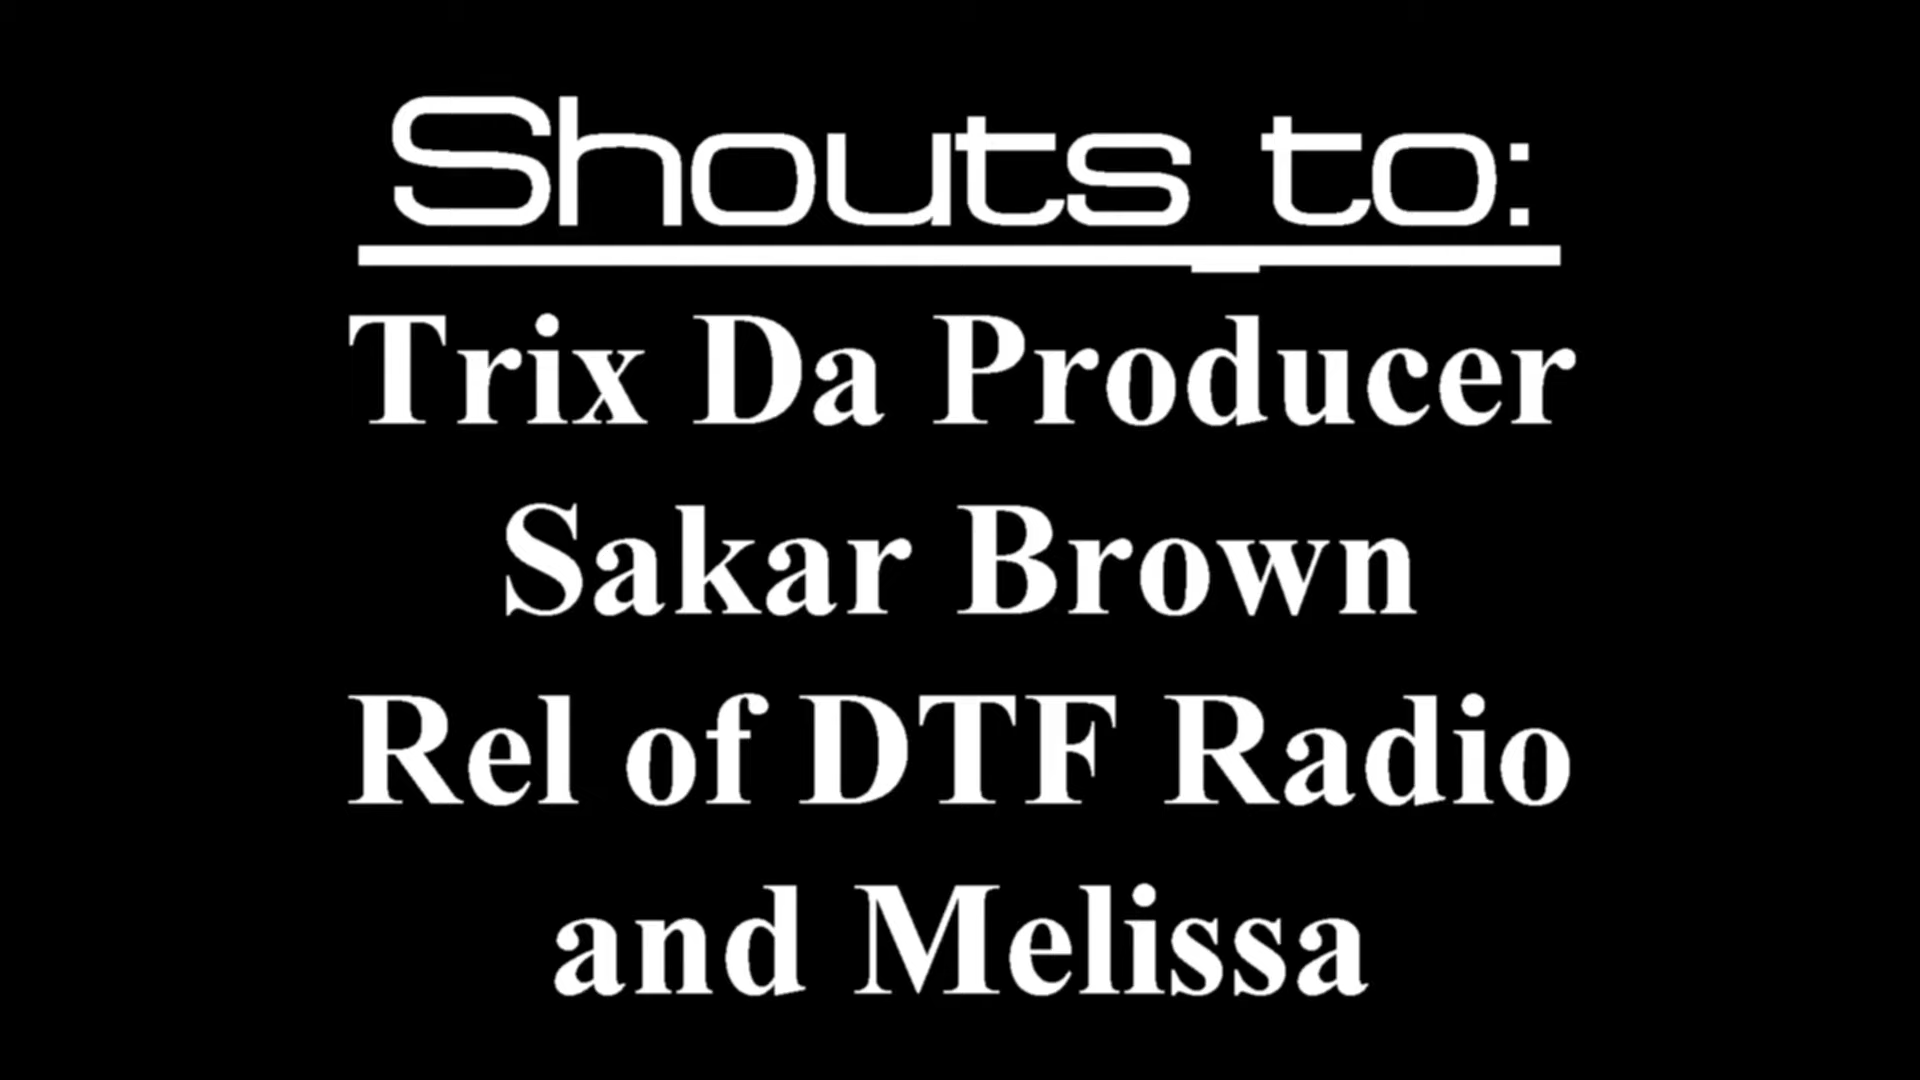 Shouts to:
Trix Da Producer
Sakar Brown
Rel of DTF Radio
and Melissa